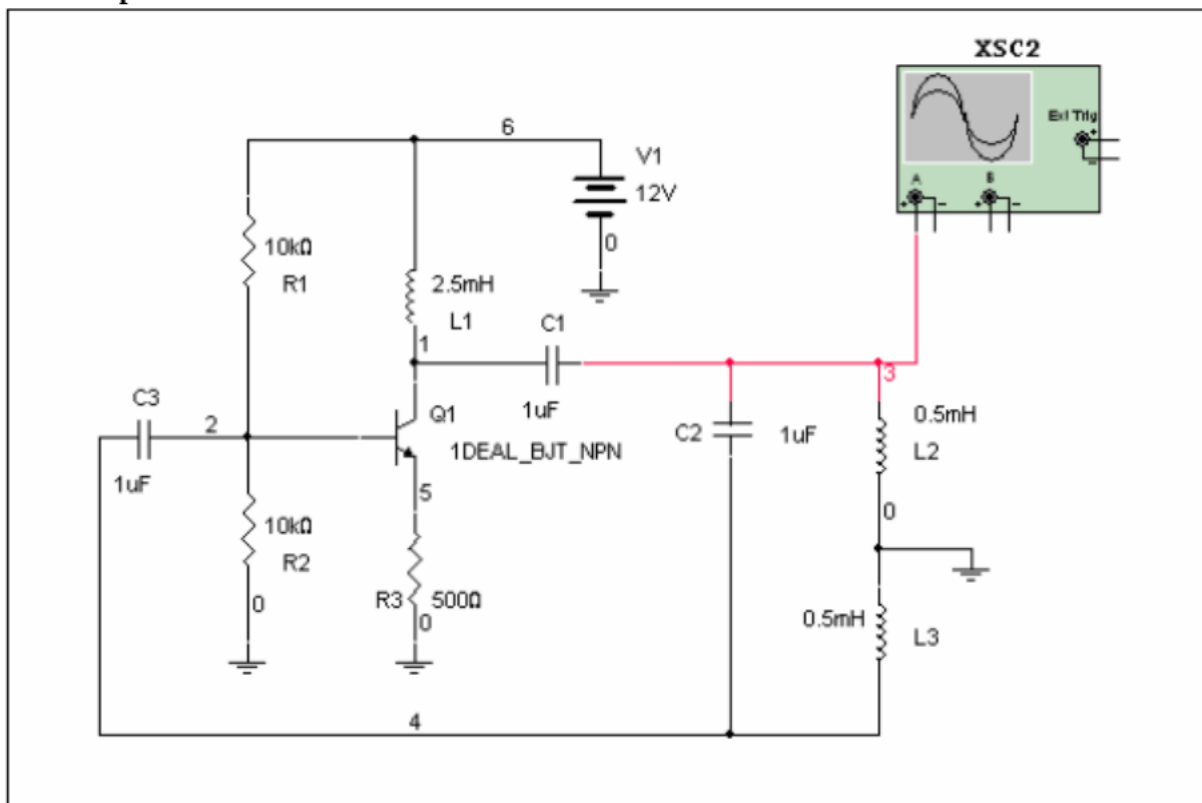 XSC2
Ext Trig
A
B
6
V1
12V
0
10kΩ
R1
2.5mH
L1
1
C1
1uF
3
C3
1uF
2
Q1
1DEAL_BJT_NPN
C2
1uF
0.5mH
L2
0
5
10kΩ
R2
0
R3
500Ω
0
0.5mH
L3
4